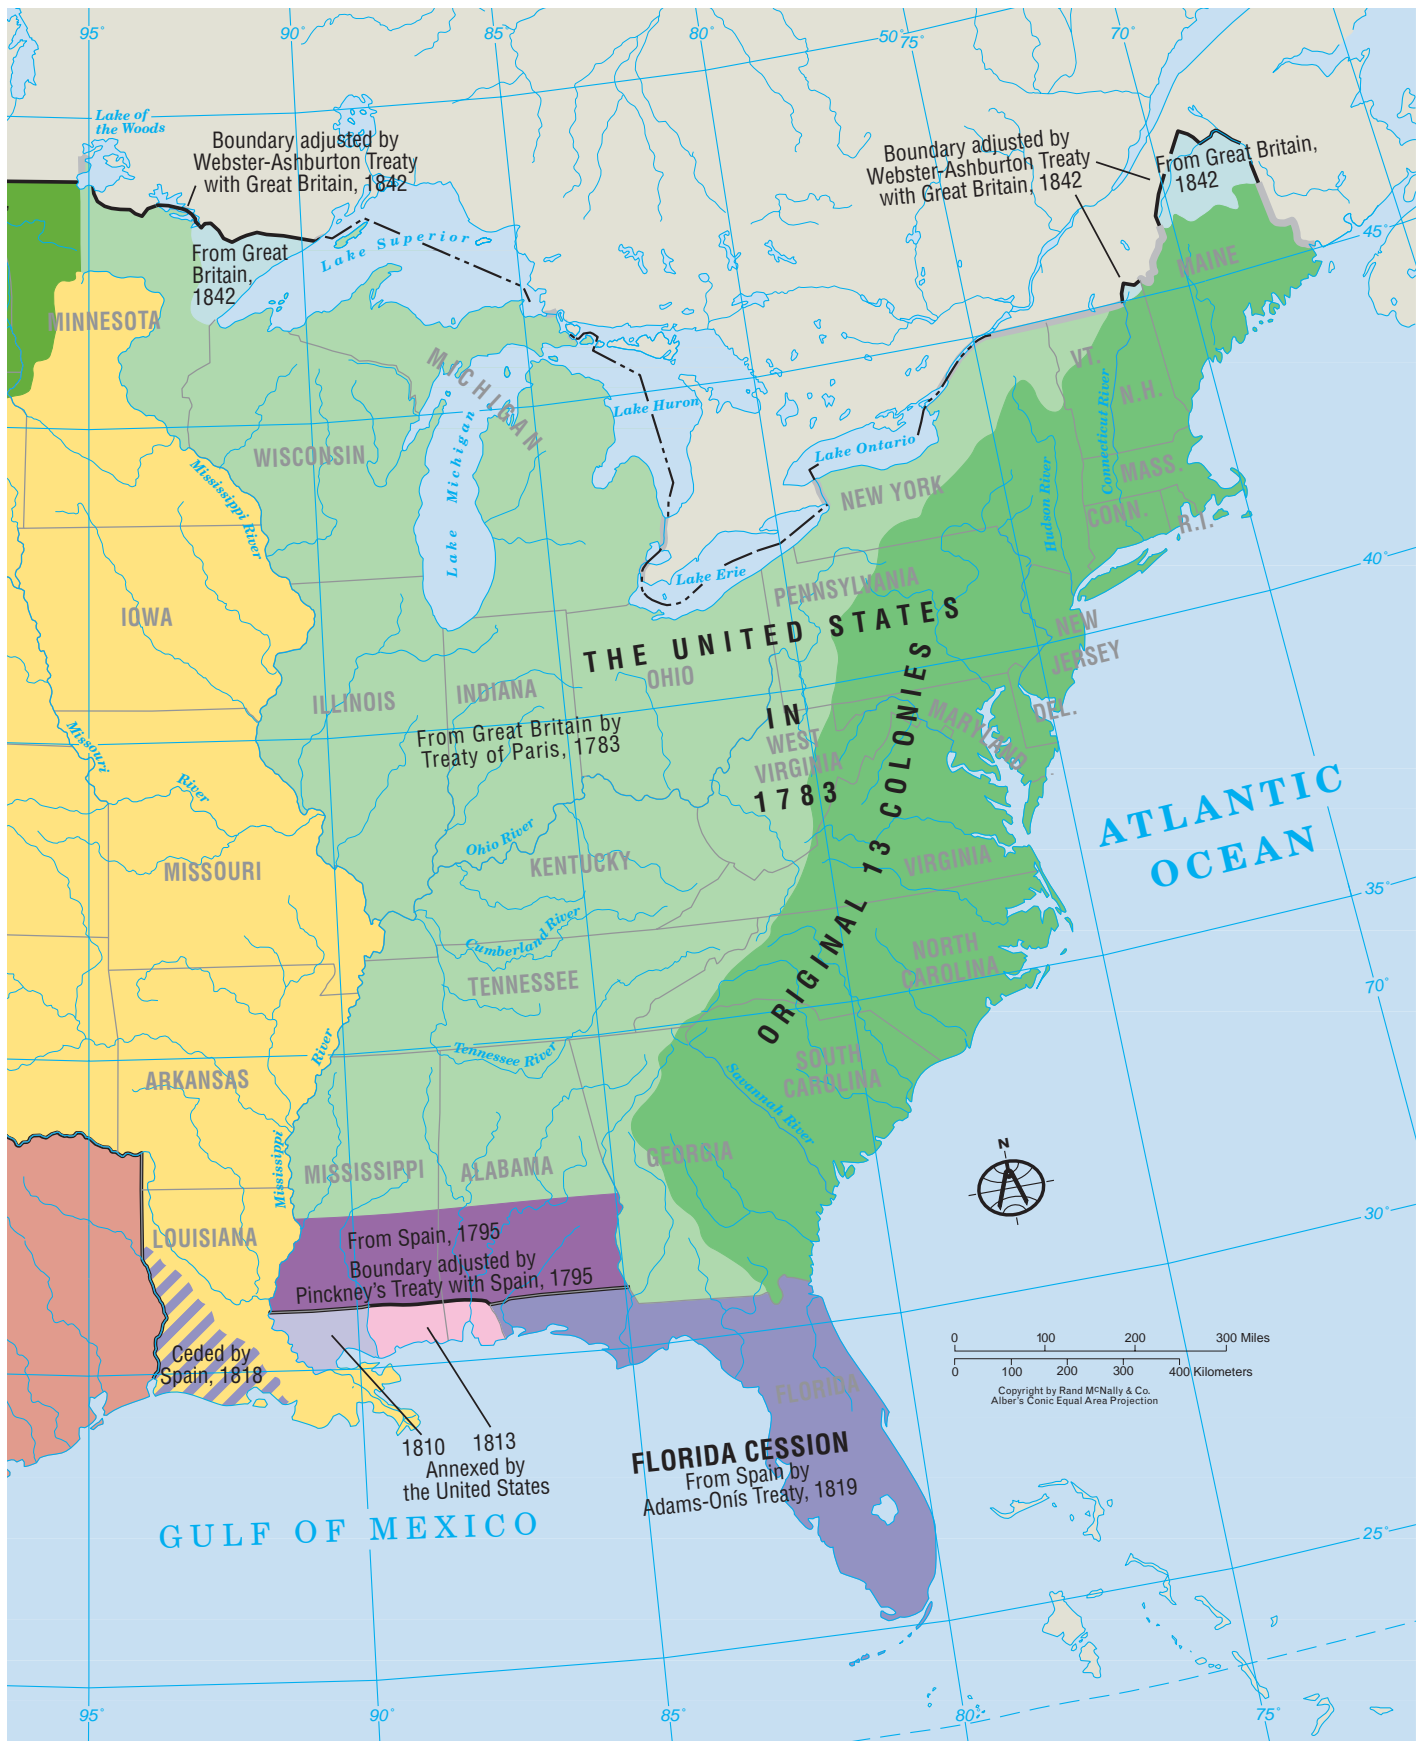 95°
90°
85°
80°
50°
75°
70°
Lake of
the Woods
Boundary adjusted by
Webster-Ashburton Treaty
with Great Britain, 1842
Boundary adjusted by
Webster-Ashburton Treaty
with Great Britain, 1842
From Great Britain,
1842
45°
From Great
Britain,
1842
Lake Superior
MAINE
MINNESOTA
MICHIGAN
VT.
N.H.
Lake Huron
Connecticut River
WISCONSIN
Lake Michigan
Lake Ontario
MASS.
Mississippi River
NEW YORK
Hudson River
CONN.
R.I.
40°
Lake Erie
PENNSYLVANIA
IOWA
THE UNITED STATES
NEW
JERSEY
ILLINOIS
INDIANA
OHIO
IN
1783
MARYLAND
DEL.
From Great Britain by
Treaty of Paris, 1783
WEST
VIRGINIA
ORIGINAL 13 COLONIES
Missouri
River
ATLANTIC
OCEAN
Ohio River
KENTUCKY
MISSOURI
VIRGINIA
35°
Cumberland River
NORTH
CAROLINA
TENNESSEE
70°
Tennessee River
River
SOUTH
CAROLINA
ARKANSAS
Savannah River
Mississippi
MISSISSIPPI
ALABAMA
GEORGIA
N
30°
LOUISIANA
From Spain, 1795
Boundary adjusted by
Pinckney's Treaty with Spain, 1795
Ceded by
Spain, 1818
0 100 200 300 Miles
0 100 200 300 400 Kilometers
Copyright by Rand McNally & Co.
Alber's Conic Equal Area Projection
FLORIDA
1810 1813
Annexed by
the United States
FLORIDA CESSION
From Spain by
Adams-Onís Treaty, 1819
GULF OF MEXICO
25°
95°
90°
85°
80°
75°